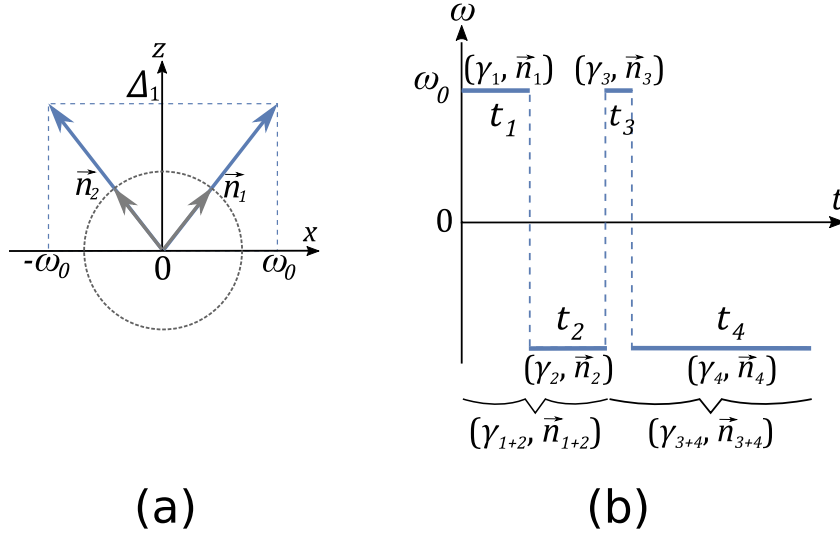 z
Δ₁
n⃗₂
n⃗₁
x
-ω₀
0
ω₀
(a)
ω
ω₀
(γ₁, n⃗₁)
(γ₃, n⃗₃)
t₁
t₃
0
t
t₂
t₄
(γ₂, n⃗₂)
(γ₄, n⃗₄)
(γ₁₊₂, n⃗₁₊₂)
(γ₃₊₄, n⃗₃₊₄)
(b)